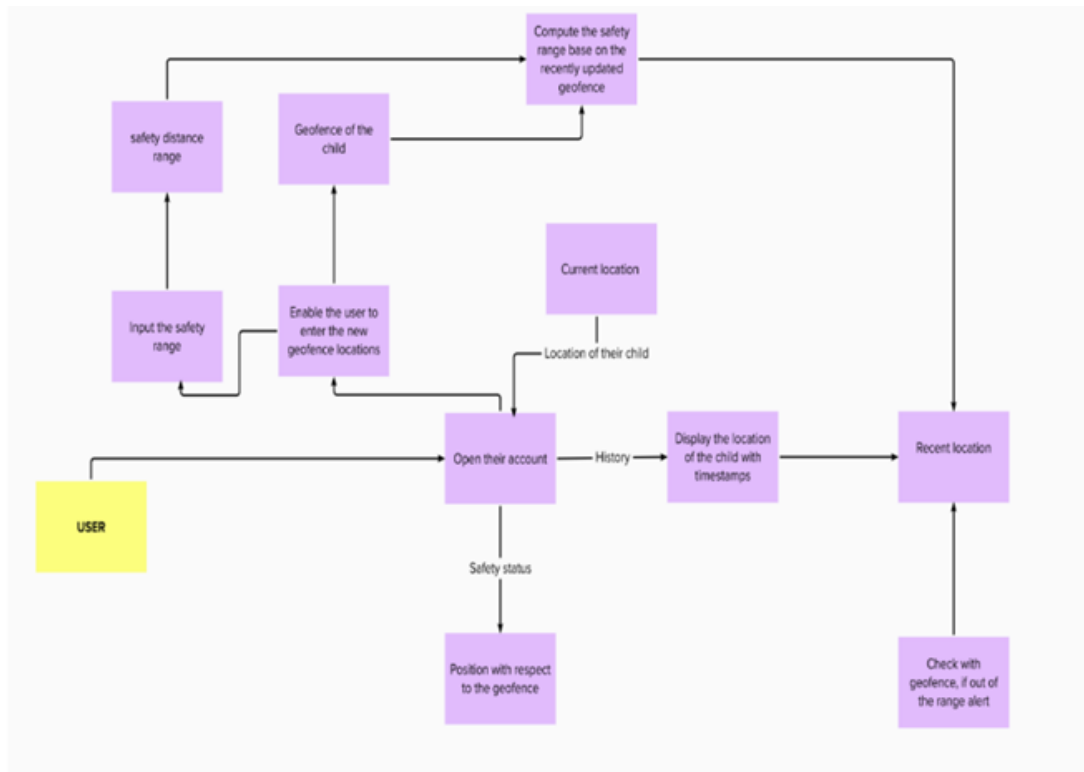 Compute the safety
range base on the
recently updated
geofence
safety distance
range
Geofence of the
child
Current location
Input the safety
range
Enable the user to
enter the new
geofence locations
Location of their child
Open their account
History
Display the location
of the child with
timestamps
Recent location
USER
Safety status
Position with respect
to the geofence
Check with
geofence, if out of
the range alert